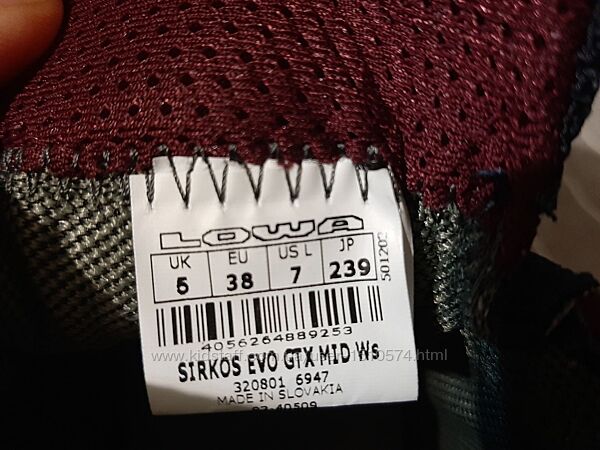 LOWA
UK EU US L JP
5 38 7 239
501202
4056264889253
SIRKOS EVO GTX MID Ws
320801 6947
MADE IN SLOVAKIA